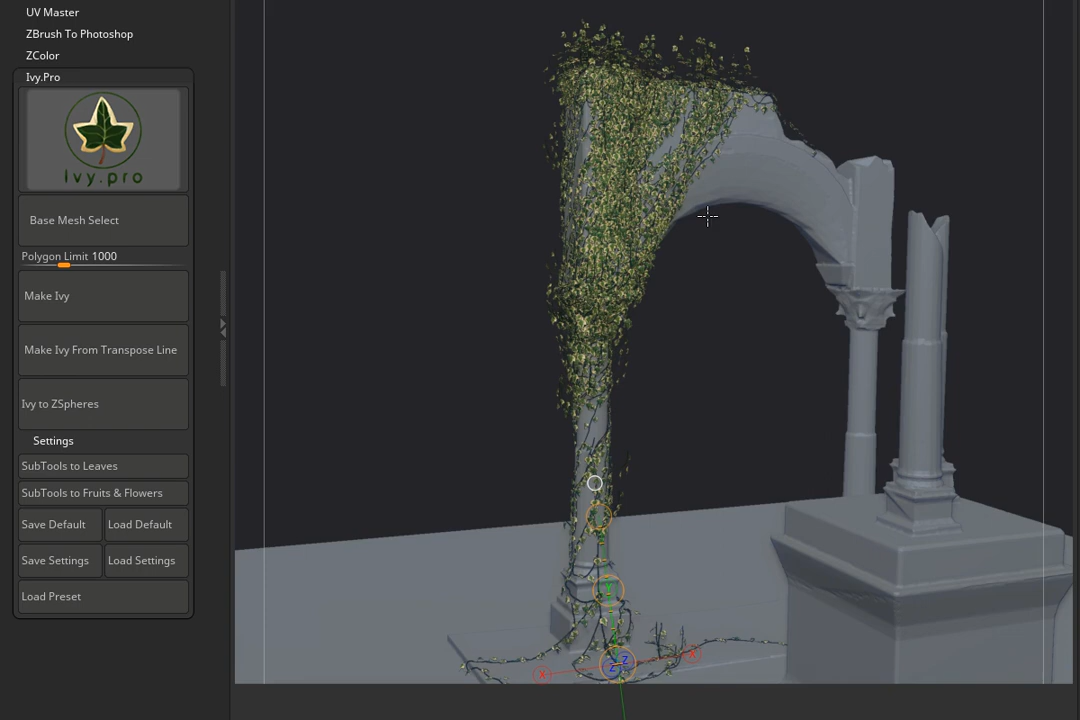 UV Master
ZBrush To Photoshop
ZColor
Ivy.Pro
Ivy.pro
Base Mesh Select
Polygon Limit 1000
Make Ivy
Make Ivy From Transpose Line
Ivy to ZSpheres
Settings
SubTools to Leaves
SubTools to Fruits & Flowers
Save Default Load Default
Save Settings Load Settings
Load Preset
Y
X
Z Z
X